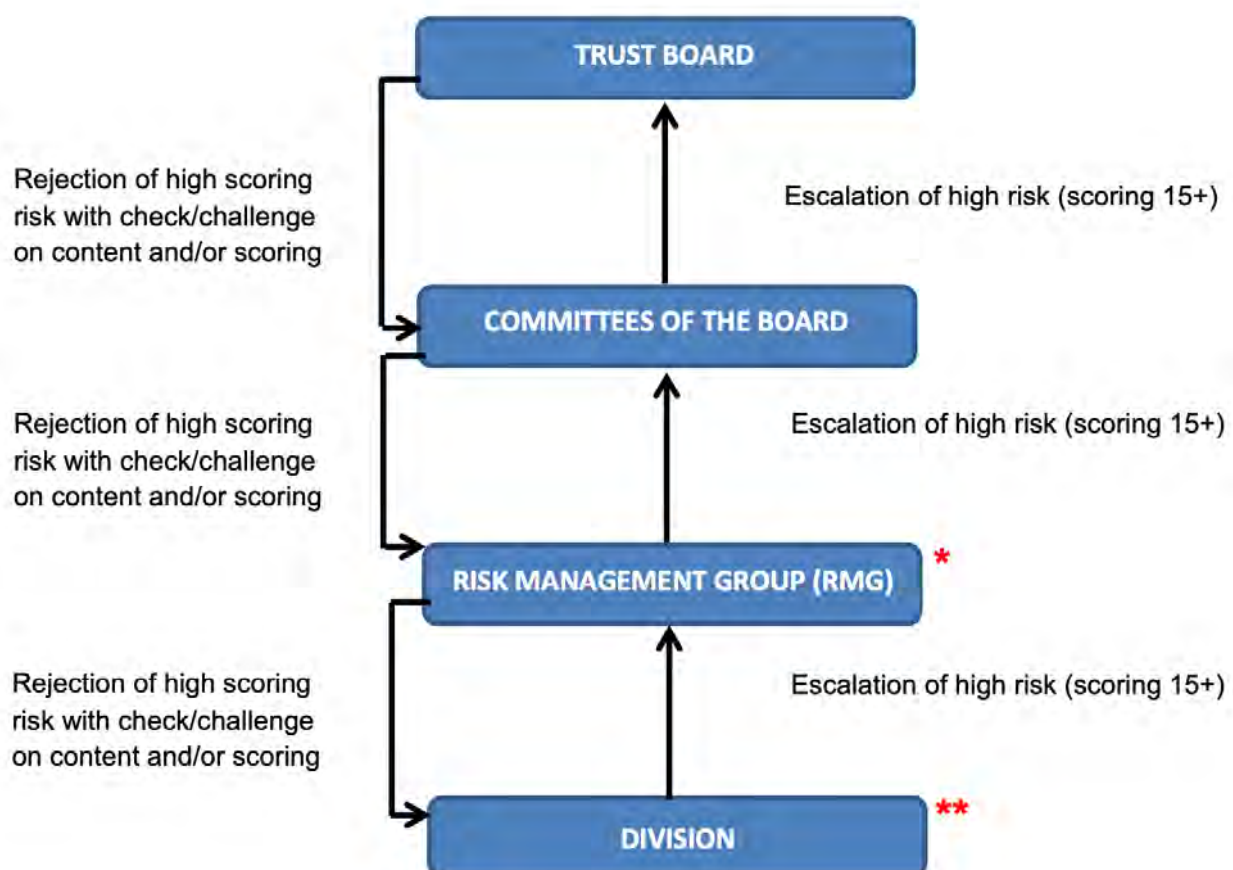 TRUST BOARD
Rejection of high scoring
risk with check/challenge
on content and/or scoring
Escalation of high risk (scoring 15+)
COMMITTEES OF THE BOARD
Rejection of high scoring
risk with check/challenge
on content and/or scoring
Escalation of high risk (scoring 15+)
RISK MANAGEMENT GROUP (RMG) *
Rejection of high scoring
risk with check/challenge
on content and/or scoring
Escalation of high risk (scoring 15+)
DIVISION **